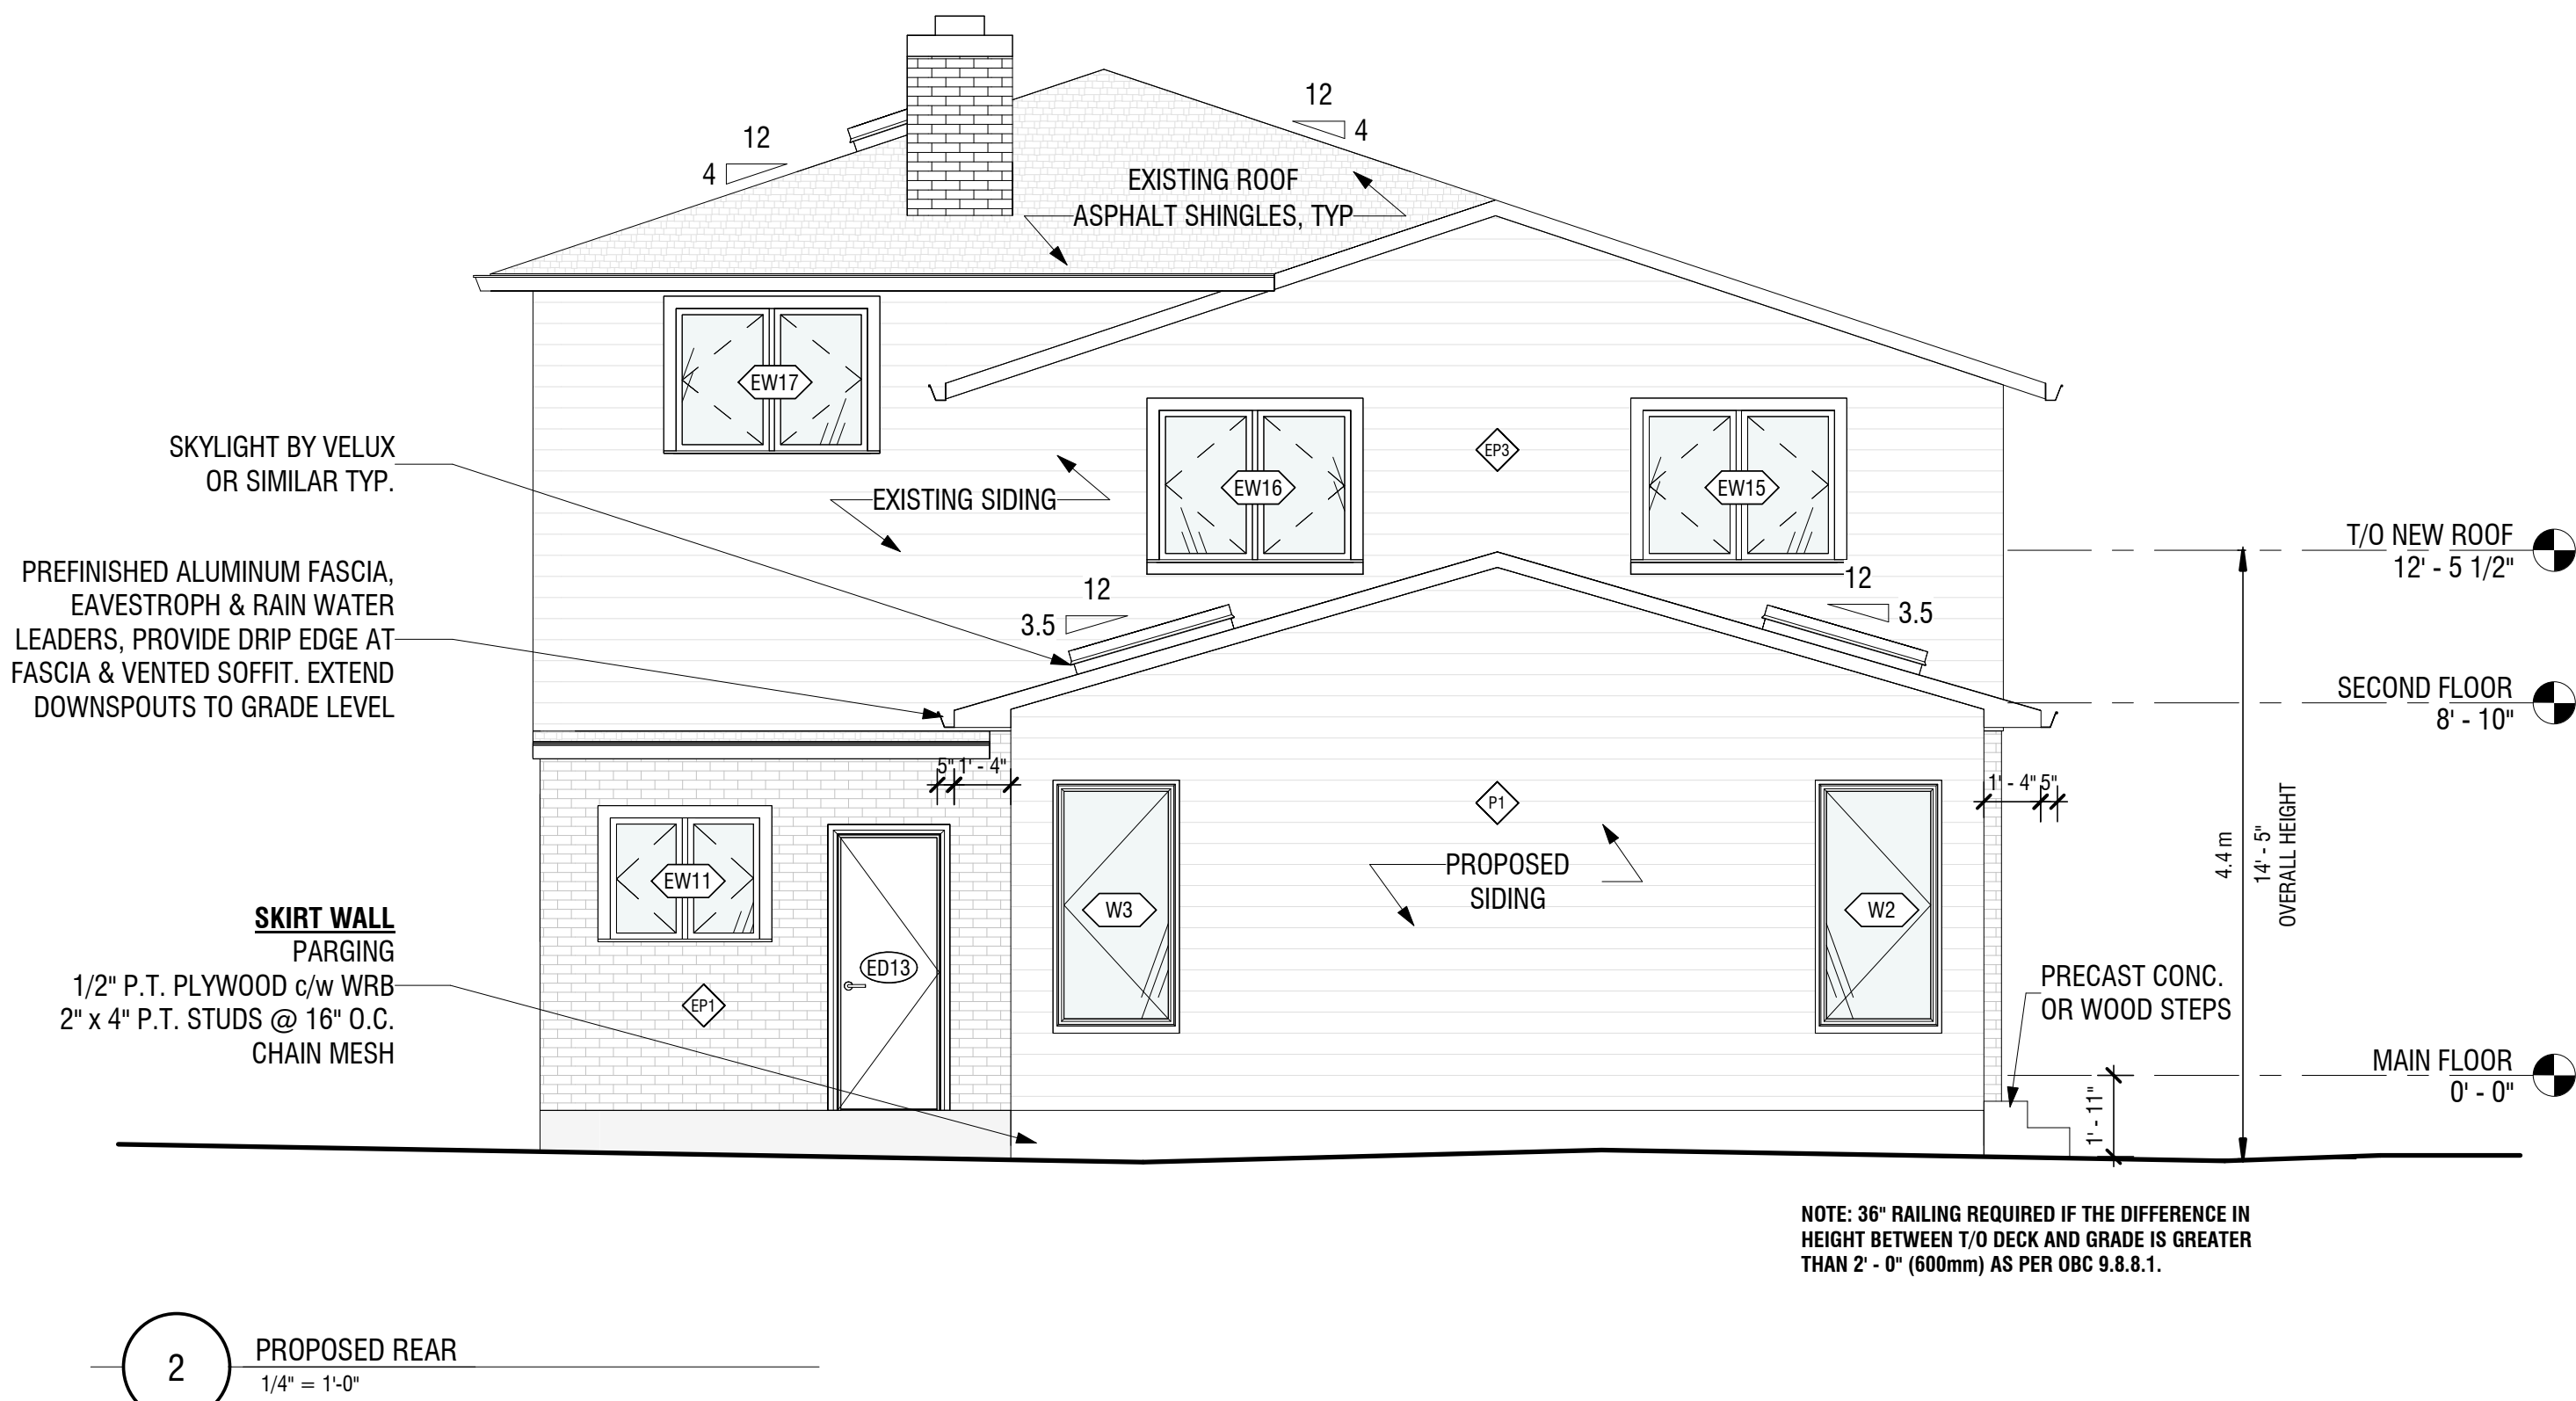 12
4
12
4
EXISTING ROOF
ASPHALT SHINGLES, TYP
EW17
SKYLIGHT BY VELUX
OR SIMILAR TYP.
EP3
EW16
EW15
EXISTING SIDING
T/O NEW ROOF
12' - 5 1/2"
PREFINISHED ALUMINUM FASCIA,
EAVESTROPH & RAIN WATER
LEADERS, PROVIDE DRIP EDGE AT
FASCIA & VENTED SOFFIT. EXTEND
DOWNSPOUTS TO GRADE LEVEL
12
3.5
12
3.5
SECOND FLOOR
8' - 10"
5" 1' - 4"
1' - 4" 5"
P1
PROPOSED
SIDING
4.4 m
14' - 5"
OVERALL HEIGHT
EW11
W3
W2
SKIRT WALL
PARGING
1/2" P.T. PLYWOOD c/w WRB
2" x 4" P.T. STUDS @ 16" O.C.
CHAIN MESH
ED13
EP1
PRECAST CONC.
OR WOOD STEPS
MAIN FLOOR
0' - 0"
1' - 11"
NOTE: 36" RAILING REQUIRED IF THE DIFFERENCE IN
HEIGHT BETWEEN T/O DECK AND GRADE IS GREATER
THAN 2' - 0" (600mm) AS PER OBC 9.8.8.1.
2
PROPOSED REAR
1/4" = 1'-0"